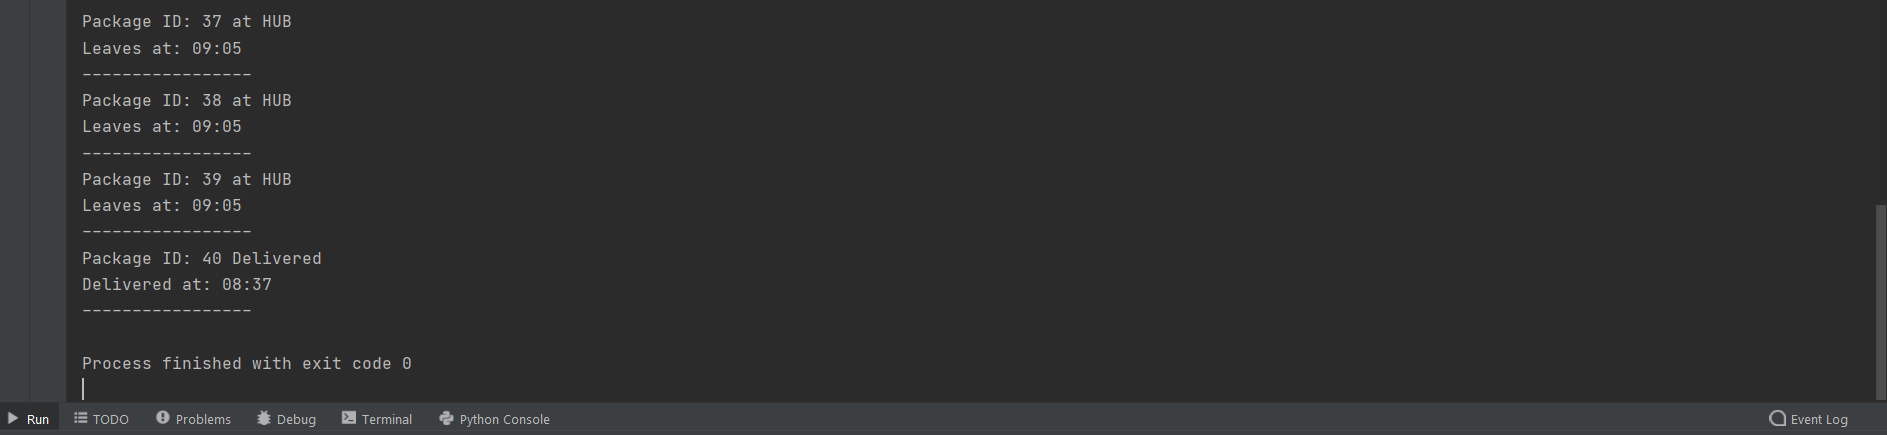 Package ID: 37 at HUB
Leaves at: 09:05
-----------------
Package ID: 38 at HUB
Leaves at: 09:05
-----------------
Package ID: 39 at HUB
Leaves at: 09:05
-----------------
Package ID: 40 Delivered
Delivered at: 08:37
-----------------
Process finished with exit code 0
Run TODO Problems Debug Terminal Python Console Event Log